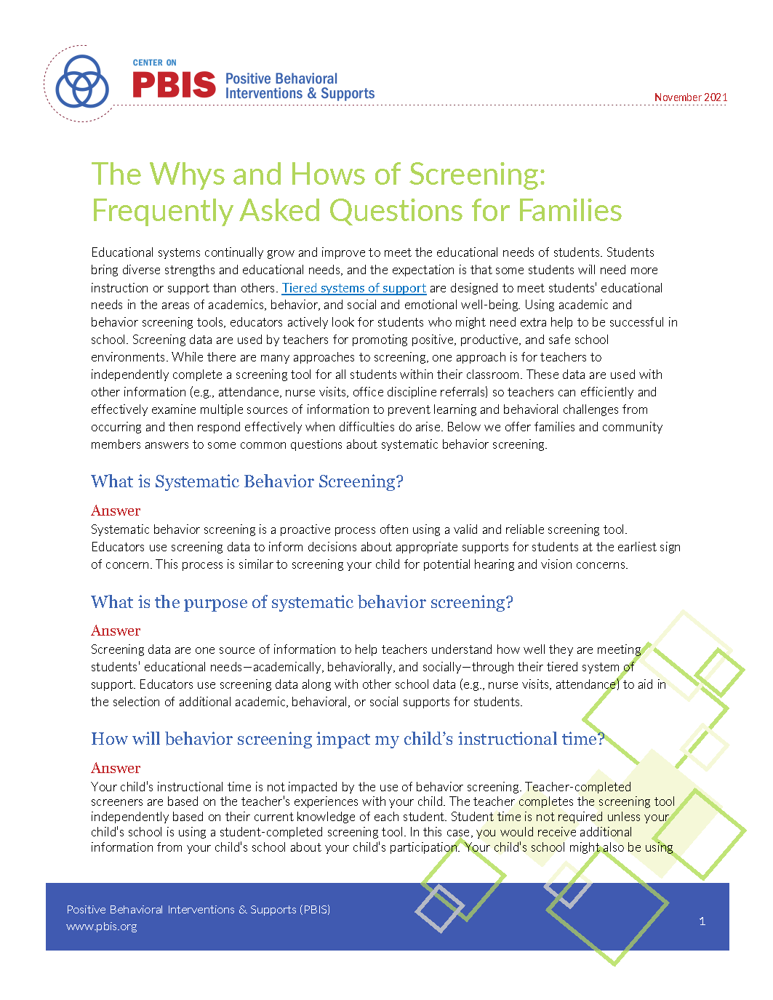 CENTER ON
PBIS
Positive Behavioral
Interventions & Supports
November 2021
The Whys and Hows of Screening:
Frequently Asked Questions for Families
Educational systems continually grow and improve to meet the educational needs of students. Students
bring diverse strengths and educational needs, and the expectation is that some students will need more
instruction or support than others. Tiered systems of support are designed to meet students' educational
needs in the areas of academics, behavior, and social and emotional well-being. Using academic and
behavior screening tools, educators actively look for students who might need extra help to be successful in
school. Screening data are used by teachers for promoting positive, productive, and safe school
environments. While there are many approaches to screening, one approach is for teachers to
independently complete a screening tool for all students within their classroom. These data are used with
other information (e.g., attendance, nurse visits, office discipline referrals) so teachers can efficiently and
effectively examine multiple sources of information to prevent learning and behavioral challenges from
occurring and then respond effectively when difficulties do arise. Below we offer families and community
members answers to some common questions about systematic behavior screening.
What is Systematic Behavior Screening?
Answer
Systematic behavior screening is a proactive process often using a valid and reliable screening tool.
Educators use screening data to inform decisions about appropriate supports for students at the earliest sign
of concern. This process is similar to screening your child for potential hearing and vision concerns.
What is the purpose of systematic behavior screening?
Answer
Screening data are one source of information to help teachers understand how well they are meeting
students' educational needs—academically, behaviorally, and socially—through their tiered system of
support. Educators use screening data along with other school data (e.g., nurse visits, attendance) to aid in
the selection of additional academic, behavioral, or social supports for students.
How will behavior screening impact my child’s instructional time?
Answer
Your child's instructional time is not impacted by the use of behavior screening. Teacher-completed
screeners are based on the teacher's experiences with your child. The teacher completes the screening tool
independently based on their current knowledge of each student. Student time is not required unless your
child's school is using a student-completed screening tool. In this case, you would receive additional
information from your child's school about your child's participation. Your child's school might also be using
Positive Behavioral Interventions & Supports (PBIS)
www.pbis.org
1